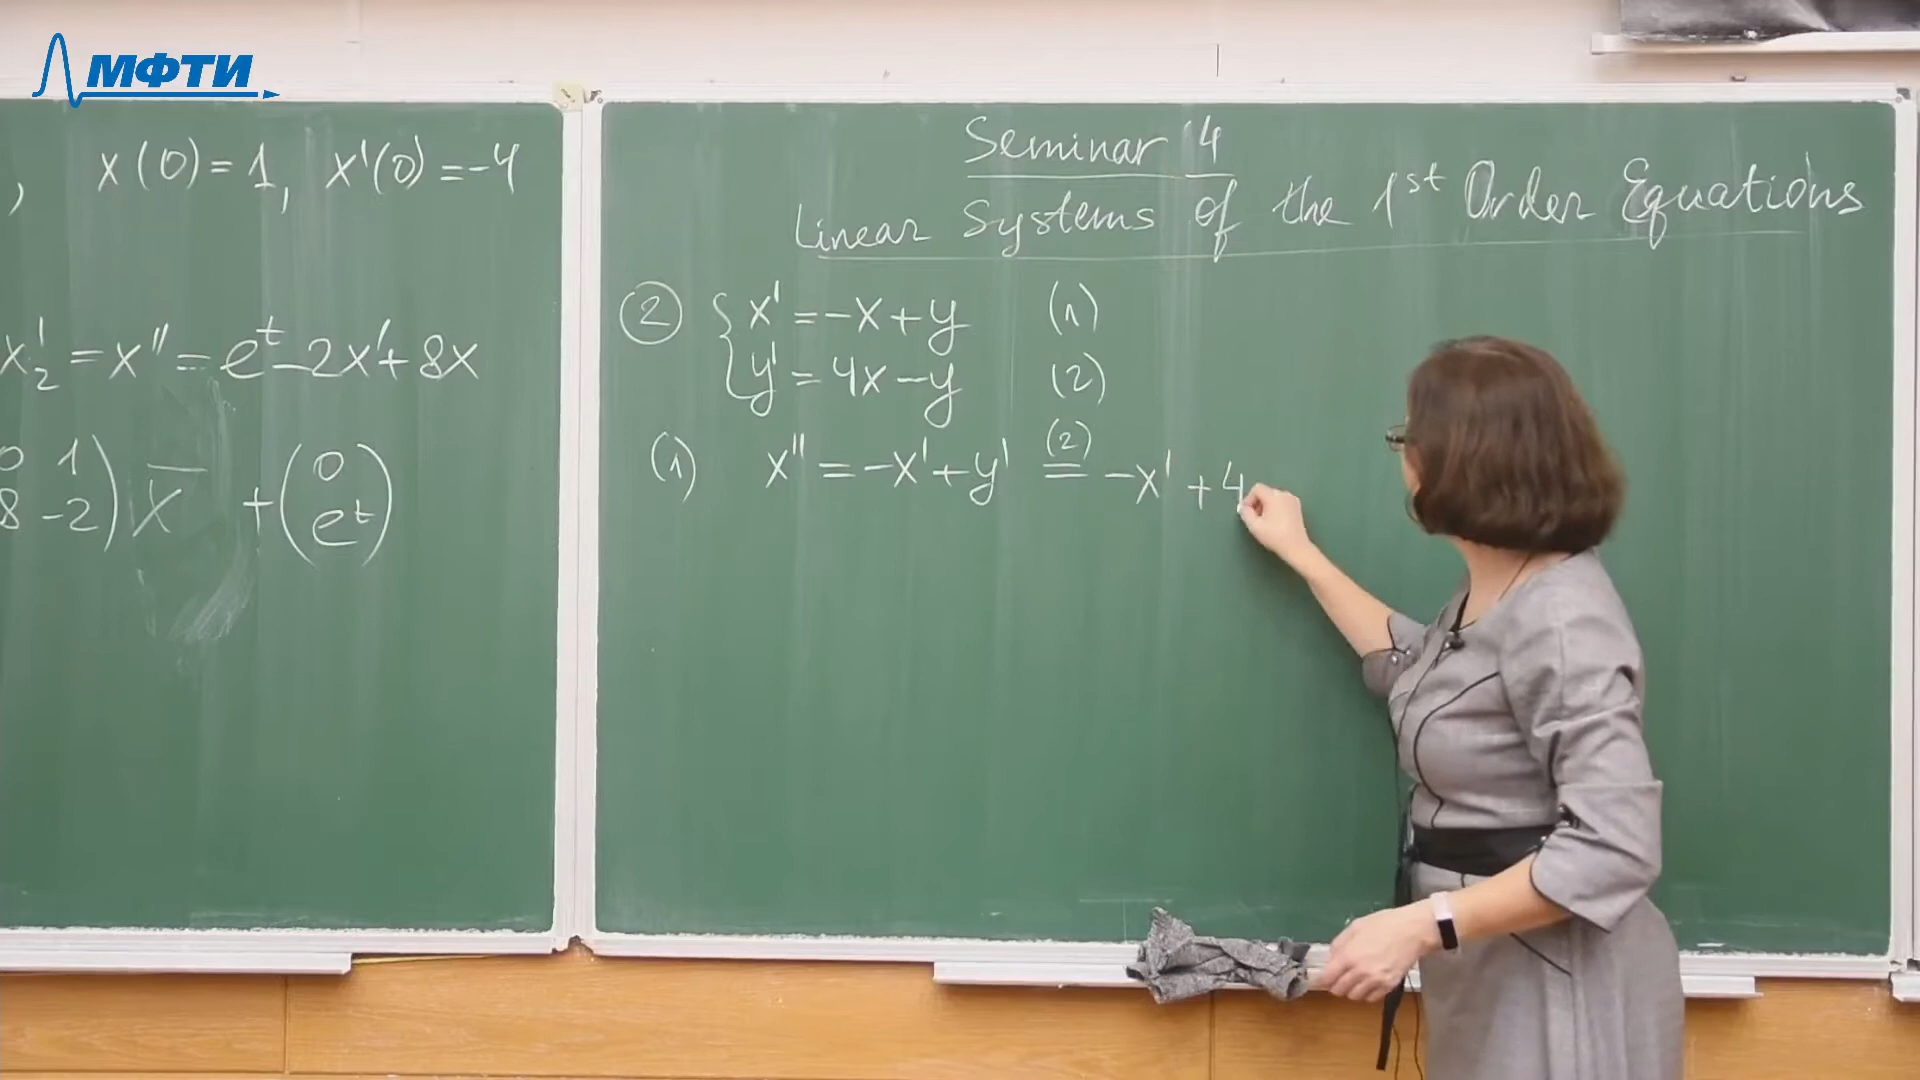 МФТИ
, x(0)=1, x'(0)=-4
x₂' = x'' = eᵗ-2x'+8x
0 1
8 -2) x̅ + (0
eᵗ)
Seminar 4
Linear Systems of the 1st Order Equations
② { x' = -x+y (1)
y' = 4x-y (2)
(1) x'' = -x'+y' (2)= -x' + 4